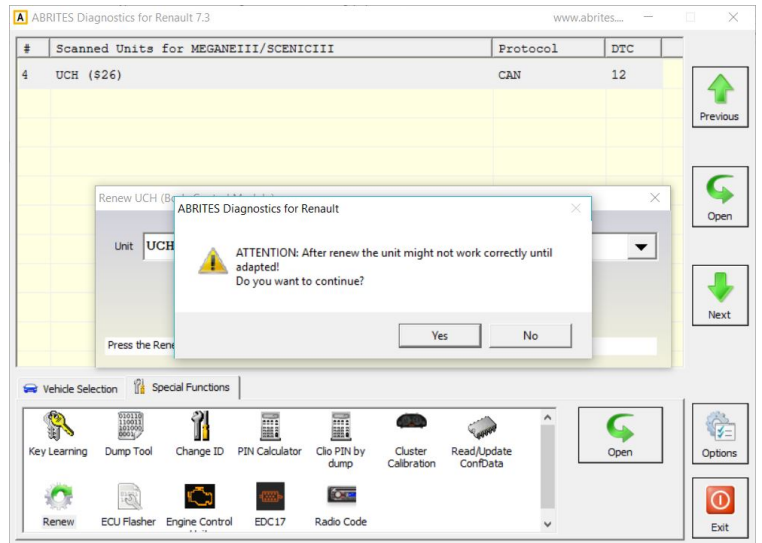 ABRITES Diagnostics for Renault 7.3
www.abrites....
# Scanned Units for MEGANEIII/SCENICIII Protocol DTC
4 UCH ($26) CAN 12
Previous
Open
Next
Renew UCH
Unit UCH
Press the
ABRITES Diagnostics for Renault
ATTENTION: After renew the unit might not work correctly until
adapted!
Do you want to continue?
Yes No
Vehicle Selection Special Functions
Key Learning Dump Tool Change ID PIN Calculator Clio PIN by
dump Cluster
Calibration Read/Update
ConfData
Renew ECU Flasher Engine Control EDC17 Radio Code
Open
Options
Exit